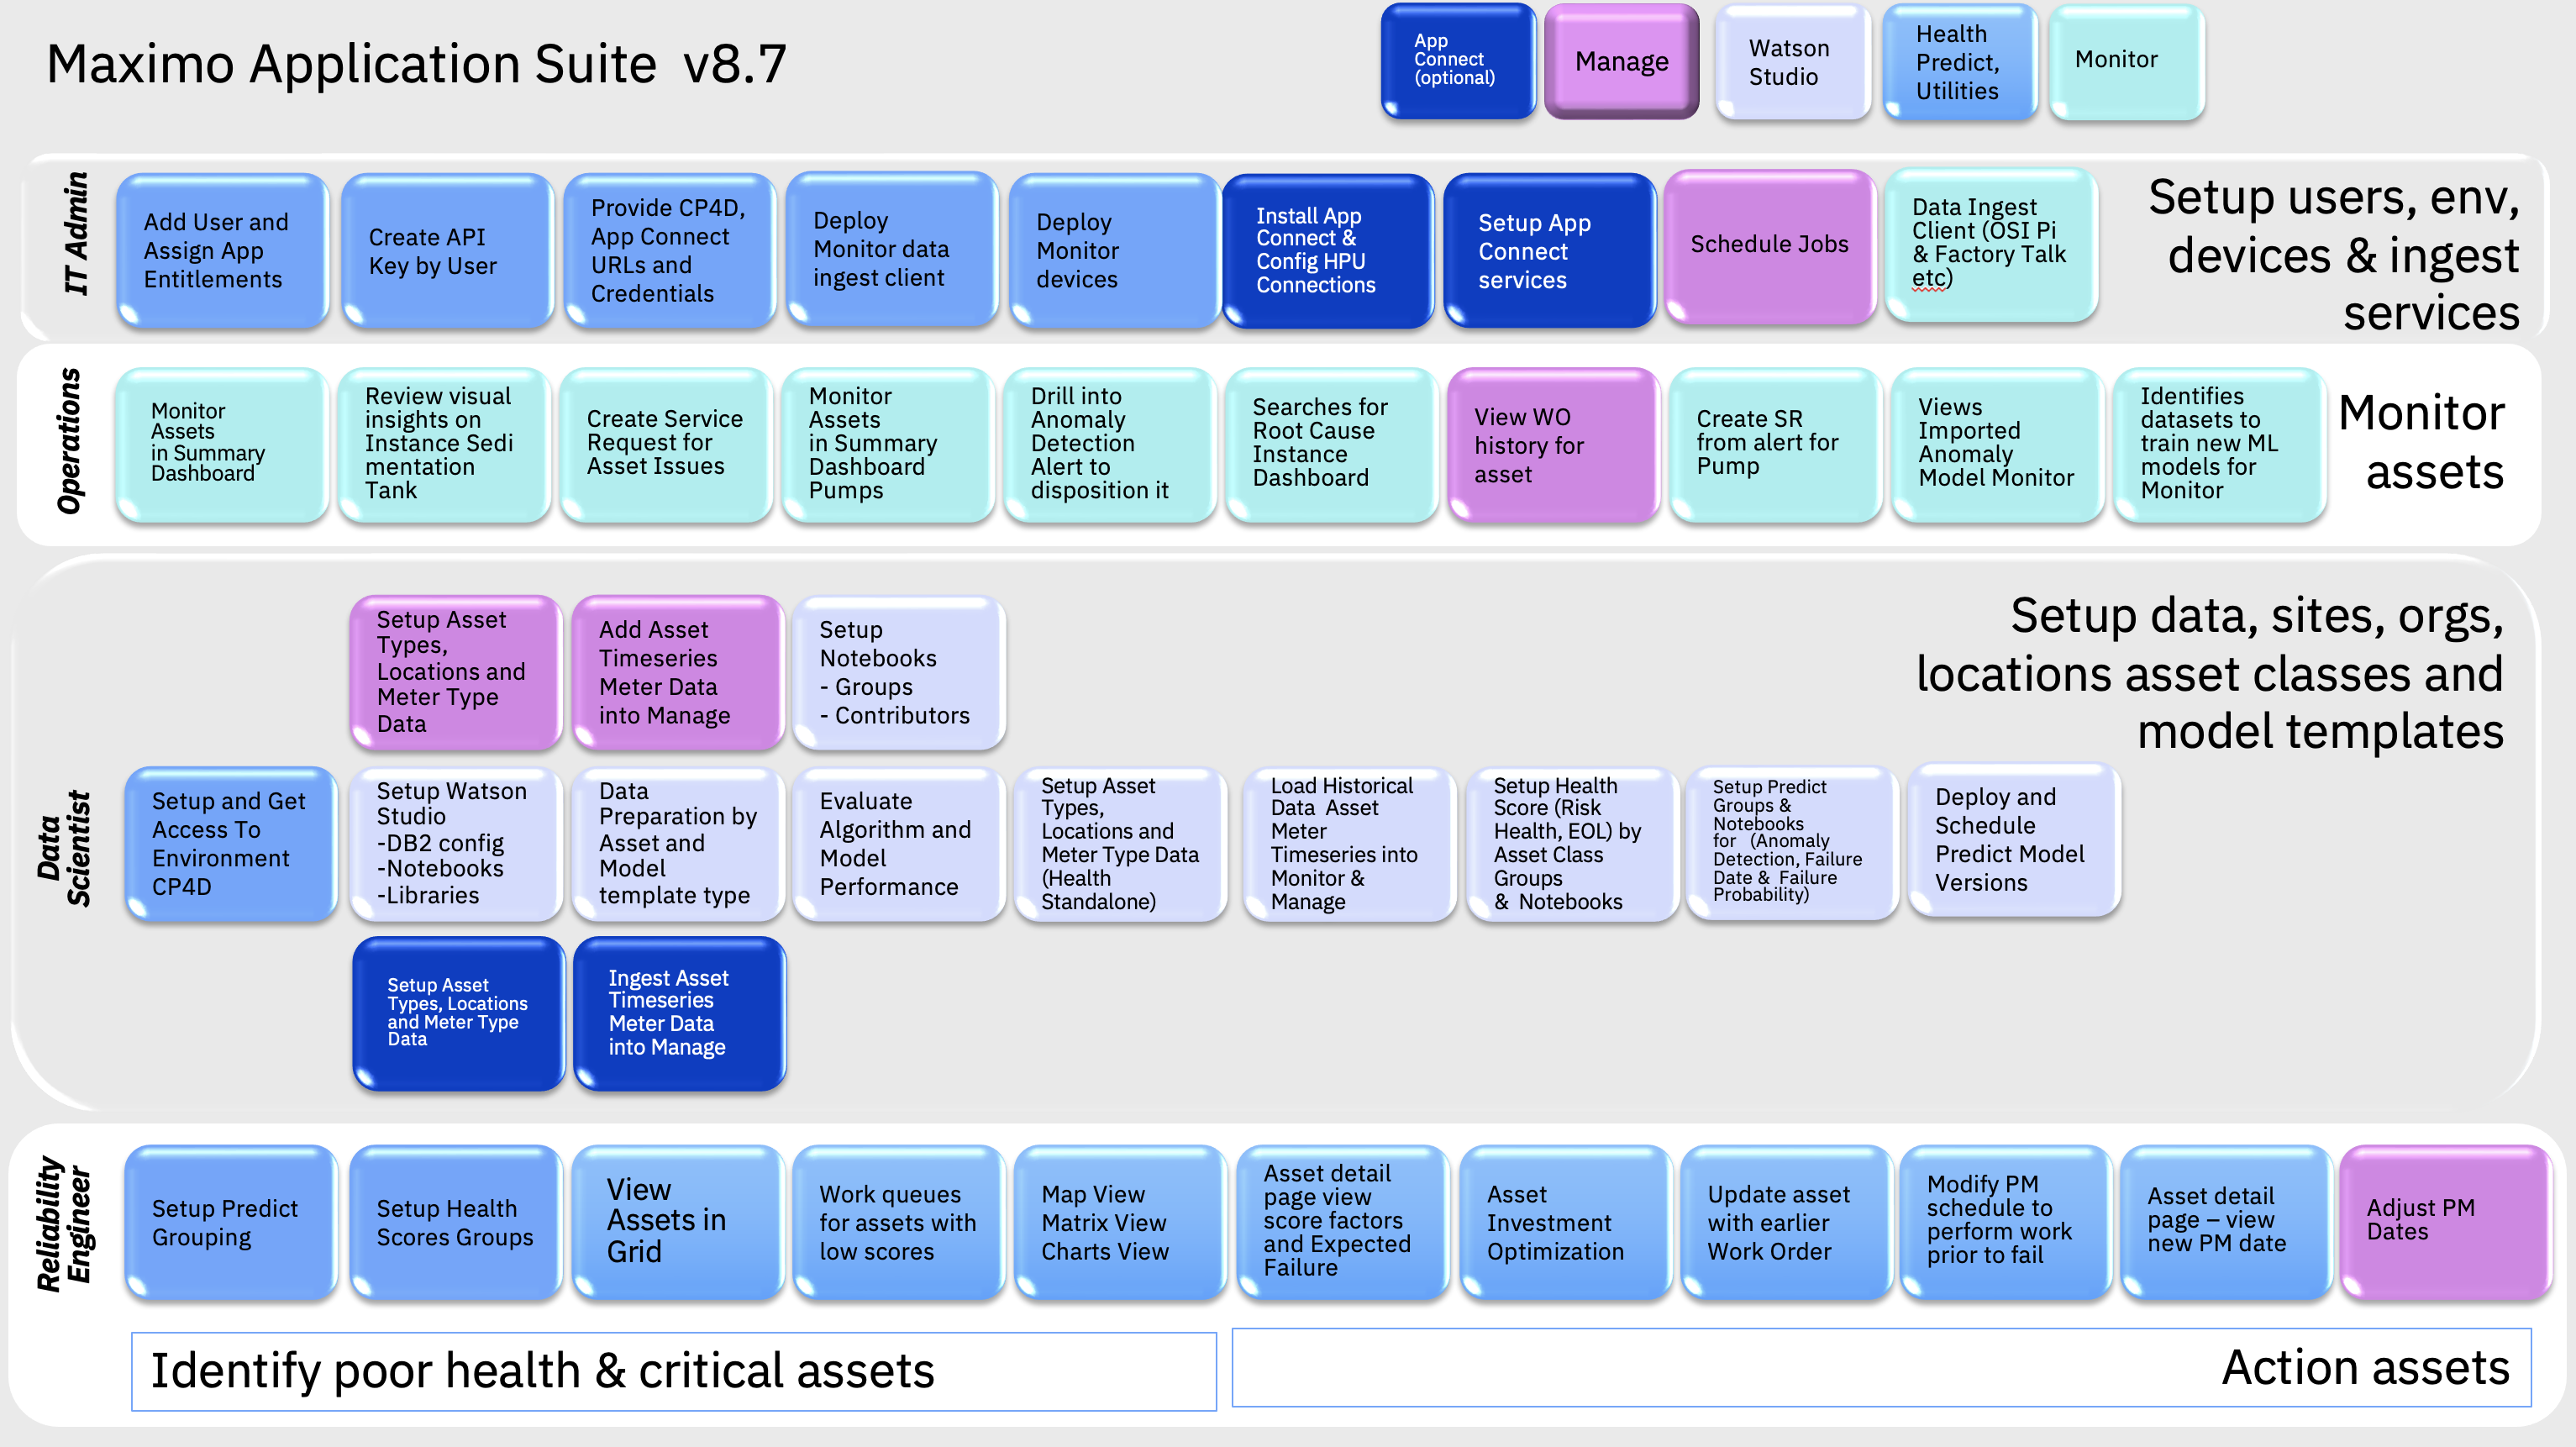 Maximo Application Suite  v8.7
App
Connect
(optional)
Manage
Watson
Studio
Health
Predict,
Utilities
Monitor
IT Admin
Add User and
Assign App
Entitlements
Create API
Key by User
Provide CP4D,
App Connect
URLs and
Credentials
Deploy
Monitor data
ingest client
Deploy
Monitor
devices
Install App
Connect &
Config HPU
Connections
Setup App
Connect
services
Schedule Jobs
Data Ingest
Client (OSI Pi
& Factory Talk
etc)
Setup users, env,
devices & ingest
services
Operations
Monitor
Assets
in Summary
Dashboard
Review visual
insights on
Instance Sedi
mentation
Tank
Create Service
Request for
Asset Issues
Monitor
Assets
in Summary
Dashboard
Pumps
Drill into
Anomaly
Detection
Alert to
disposition it
Searches for
Root Cause
Instance
Dashboard
View WO
history for
asset
Create SR
from alert for
Pump
Views
Imported
Anomaly
Model Monitor
Identifies
datasets to
train new ML
models for
Monitor
Monitor
assets
Setup Asset
Types,
Locations and
Meter Type
Data
Add Asset
Timeseries
Meter Data
into Manage
Setup
Notebooks
- Groups
- Contributors
Setup data, sites, orgs,
locations asset classes and
model templates
Data
Scientist
Setup and Get
Access To
Environment
CP4D
Setup Watson
Studio
-DB2 config
-Notebooks
-Libraries
Data
Preparation by
Asset and
Model
template type
Evaluate
Algorithm and
Model
Performance
Setup Asset
Types,
Locations and
Meter Type Data
(Health
Standalone)
Load Historical
Data  Asset
Meter
Timeseries into
Monitor &
Manage
Setup Health
Score (Risk
Health, EOL) by
Asset Class
Groups
&  Notebooks
Setup Predict
Groups &
Notebooks
for  (Anomaly
Detection, Failure
Date &  Failure
Probability)
Deploy and
Schedule
Predict Model
Versions
Setup Asset
Types, Locations
and Meter Type
Data
Ingest Asset
Timeseries
Meter Data
into Manage
Reliability
Engineer
Setup Predict
Grouping
Setup Health
Scores Groups
View
Assets in
Grid
Work queues
for assets with
low scores
Map View
Matrix View
Charts View
Asset detail
page view
score factors
and Expected
Failure
Asset
Investment
Optimization
Update asset
with earlier
Work Order
Modify PM
schedule to
perform work
prior to fail
Asset detail
page – view
new PM date
Adjust PM
Dates
Identify poor health & critical assets
Action assets